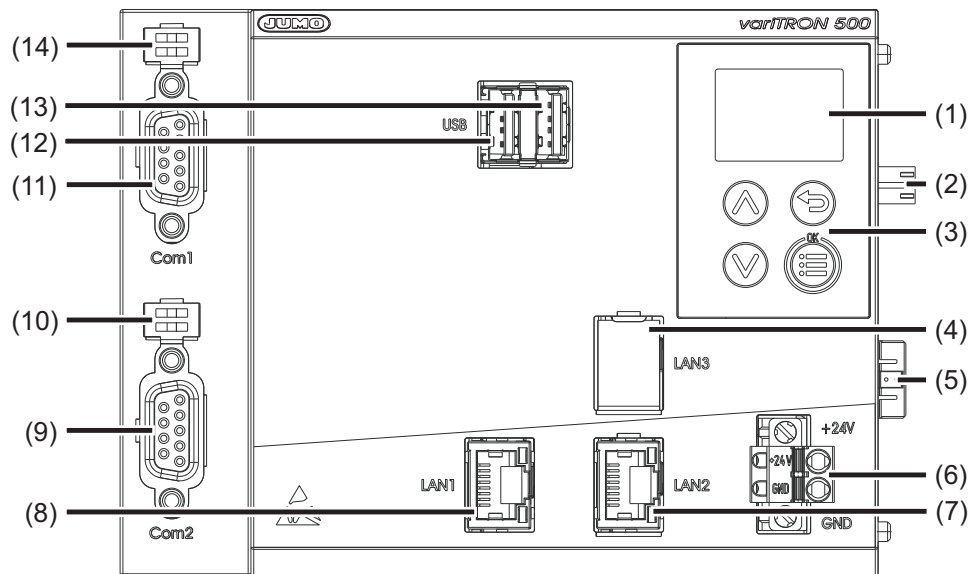 JUMO
variTRON 500
(14)
(1)
(13)
USB
(12)
(2)
(11)
(3)
OK
Com1
(10)
(4)
LAN3
(5)
(9)
+24V
+24V
LAN1
LAN2
(6)
GND
(8)
(7)
GND
Com2